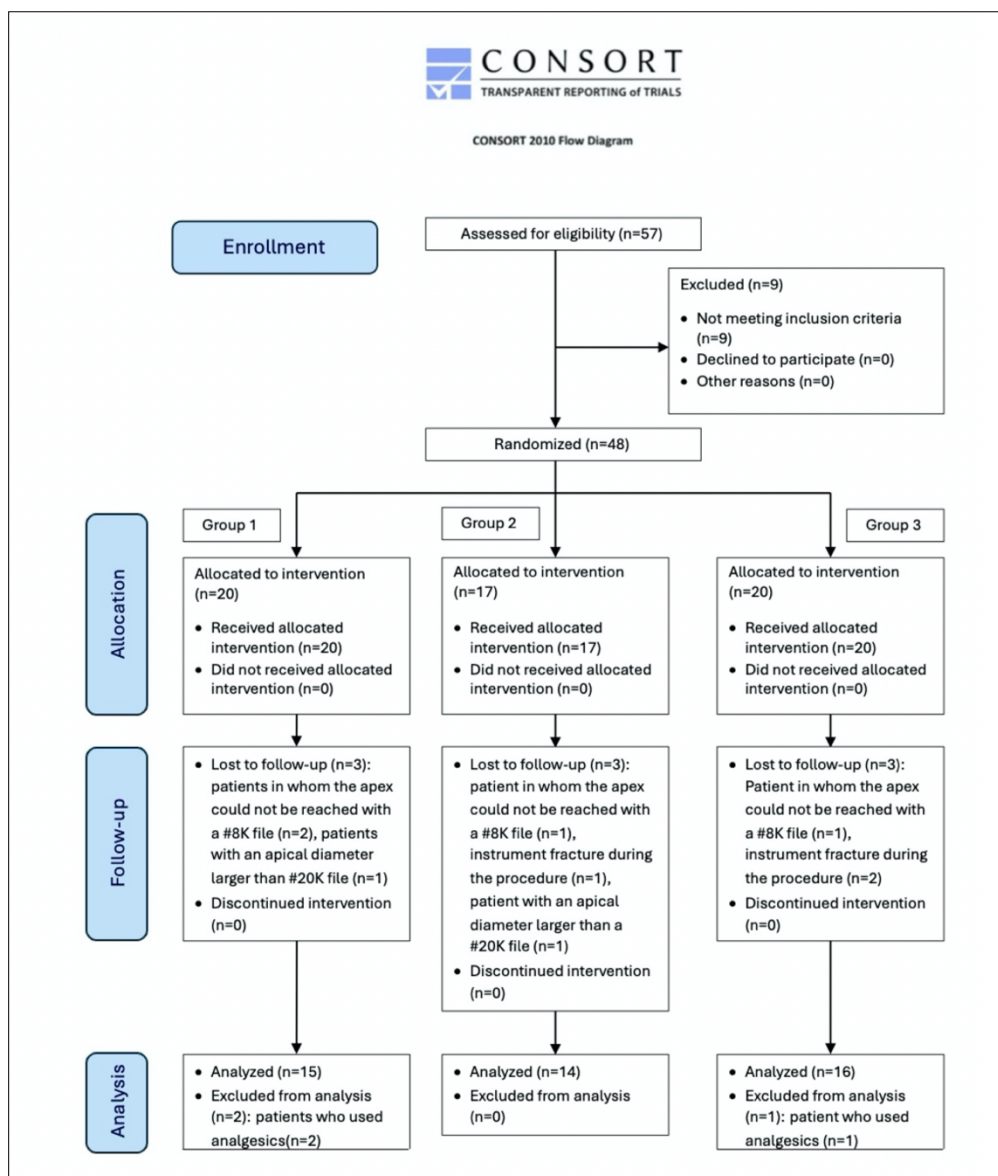 CONSORT
TRANSPARENT REPORTING of TRIALS
CONSORT 2010 Flow Diagram
Enrollment
Assessed for eligibility (n=57)
Excluded (n=9)
• Not meeting inclusion criteria
(n=9)
• Declined to participate (n=0)
• Other reasons (n=0)
Randomized (n=48)
Allocation
Group 1
Allocated to intervention
(n=20)
• Received allocated
intervention (n=20)
• Did not received allocated
intervention (n=0)
Group 2
Allocated to intervention
(n=17)
• Received allocated
intervention (n=17)
• Did not received allocated
intervention (n=0)
Group 3
Allocated to intervention
(n=20)
• Received allocated
intervention (n=20)
• Did not received allocated
intervention (n=0)
Follow-up
• Lost to follow-up (n=3):
patients in whom the apex
could not be reached with
a #8K file (n=2), patients
with an apical diameter
larger than #20K file (n=1)
• Discontinued intervention
(n=0)
• Lost to follow-up (n=3):
patient in whom the apex
could not be reached with
a #8K file (n=1),
instrument fracture during
the procedure (n=1),
patient with an apical
diameter larger than a
#20K file (n=1)
• Discontinued intervention
(n=0)
• Lost to follow-up (n=3):
Patient in whom the apex
could not be reached with
a #8K file (n=1),
instrument fracture during
the procedure (n=2)
• Discontinued intervention
(n=0)
Analysis
• Analyzed (n=15)
• Excluded from analysis
(n=2): patients who used
analgesics(n=2)
• Analyzed (n=14)
• Excluded from analysis
(n=0)
• Analyzed (n=16)
• Excluded from analysis
(n=1): patient who used
analgesics (n=1)